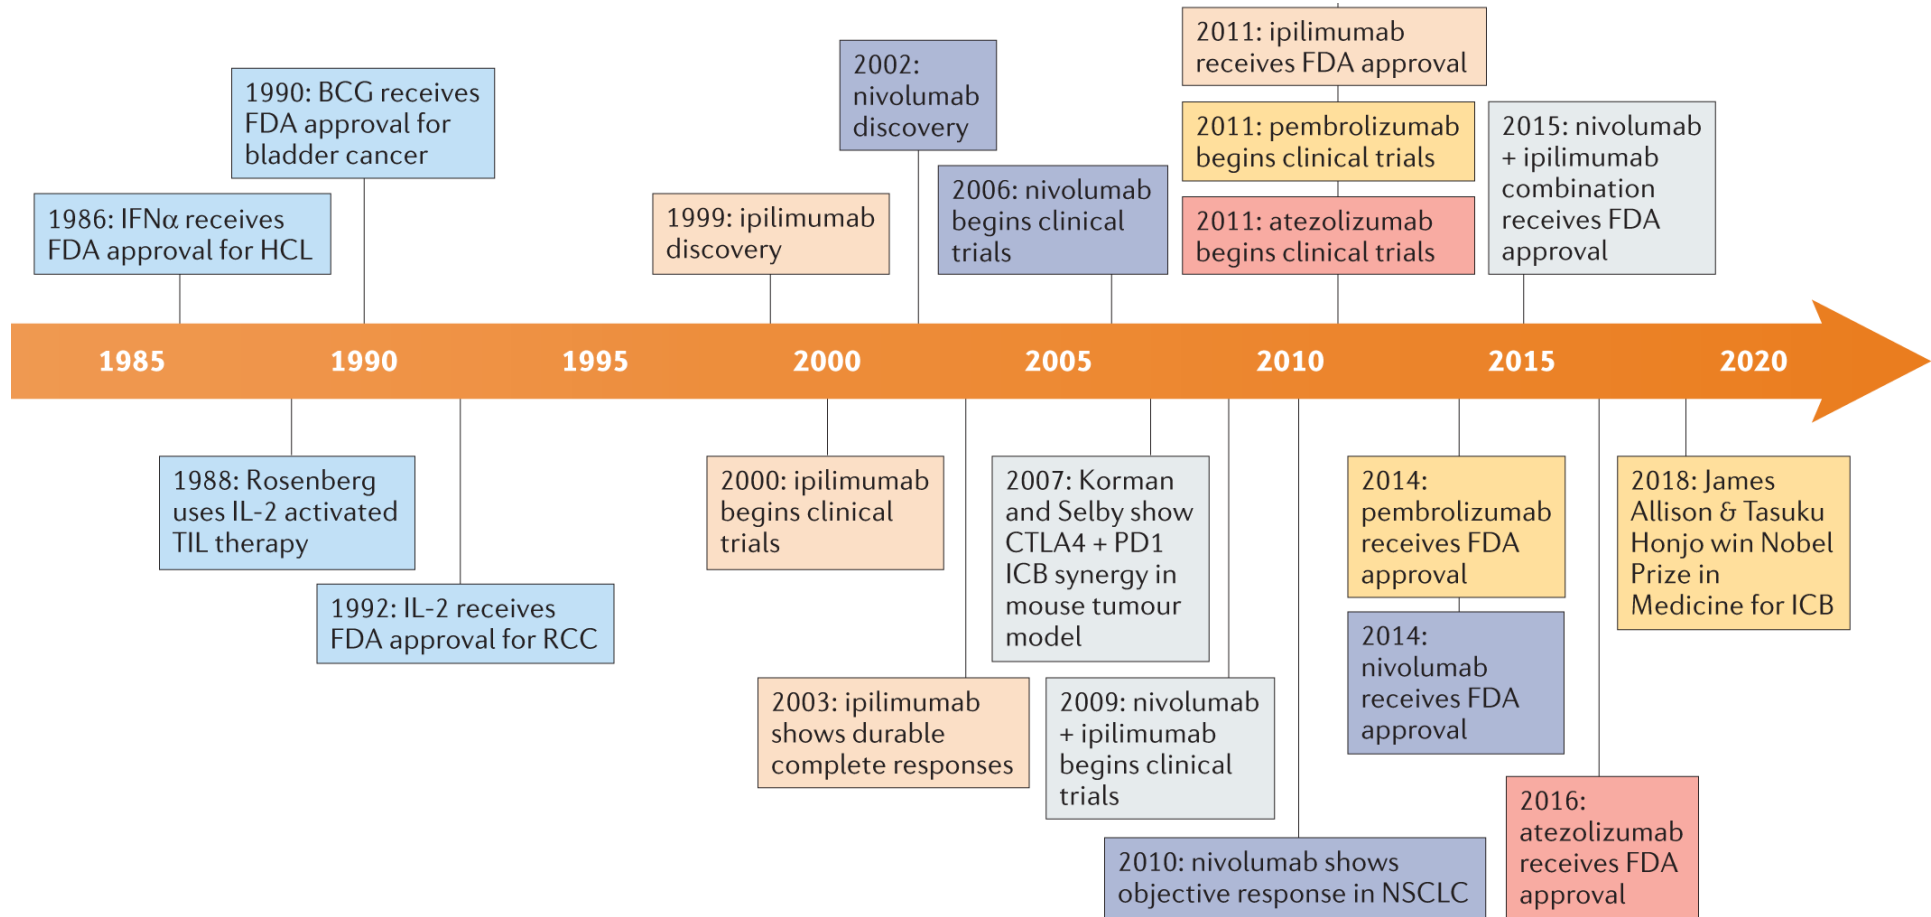 2011: ipilimumab
receives FDA approval
2002:
nivolumab
discovery
1990: BCG receives
FDA approval for
bladder cancer
2011: pembrolizumab
begins clinical trials
2015: nivolumab
+ ipilimumab
combination
receives FDA
approval
2006: nivolumab
begins clinical
trials
1986: IFNα receives
FDA approval for HCL
1999: ipilimumab
discovery
2011: atezolizumab
begins clinical trials
1985 1990 1995 2000 2005 2010 2015 2020
1988: Rosenberg
uses IL-2 activated
TIL therapy
2000: ipilimumab
begins clinical
trials
2007: Korman
and Selby show
CTLA4 + PD1
ICB synergy in
mouse tumour
model
2014:
pembrolizumab
receives FDA
approval
2018: James
Allison & Tasuku
Honjo win Nobel
Prize in
Medicine for ICB
1992: IL-2 receives
FDA approval for RCC
2014:
nivolumab
receives FDA
approval
2003: ipilimumab
shows durable
complete responses
2009: nivolumab
+ ipilimumab
begins clinical
trials
2016:
atezolizumab
receives FDA
approval
2010: nivolumab shows
objective response in NSCLC